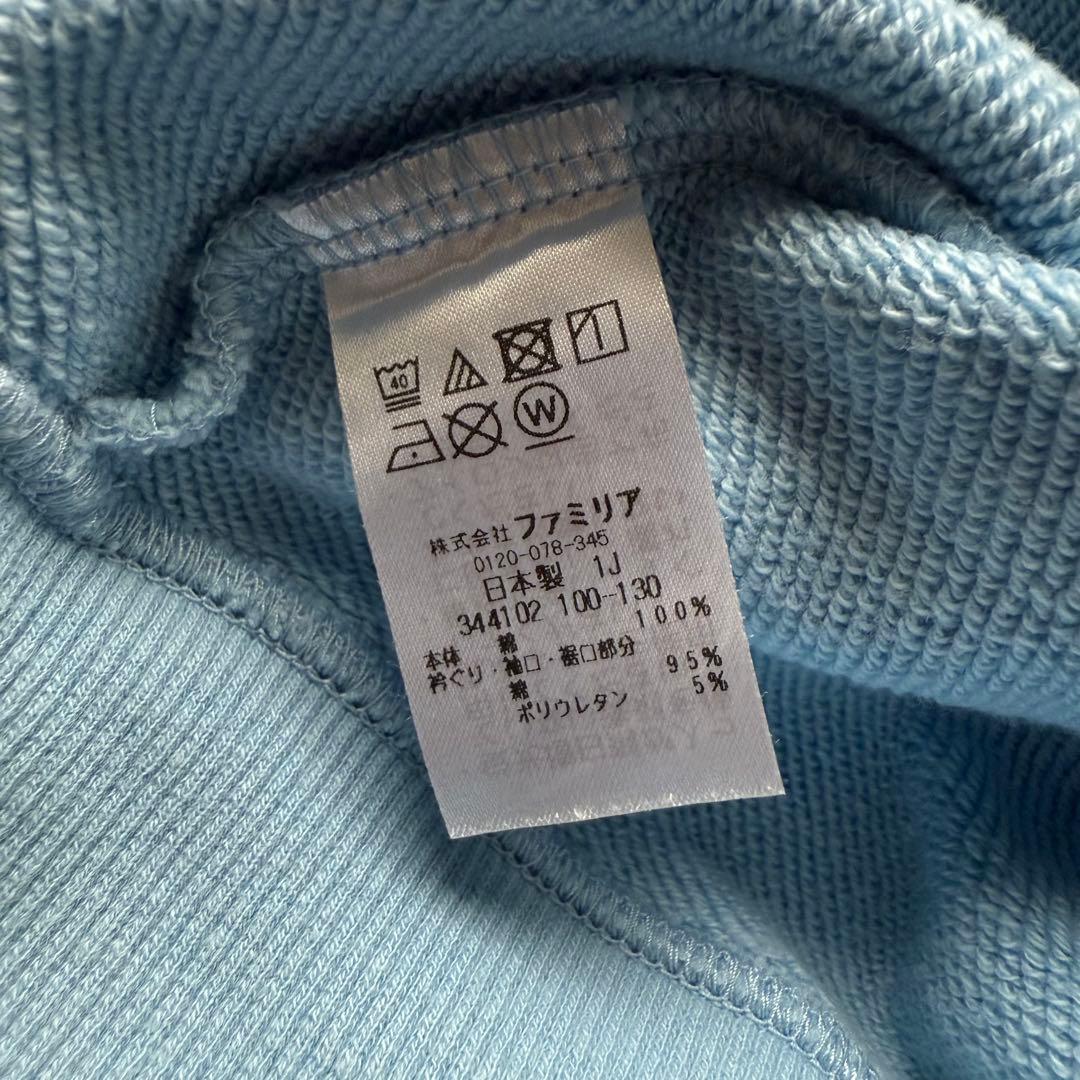 40
W
株式会社 ファミリア
0120-078-345
日本製 1J
344102 100-130
本体 綿 100%
衿ぐり・袖口・裾口部分
綿 95%
ポリウレタン 5%